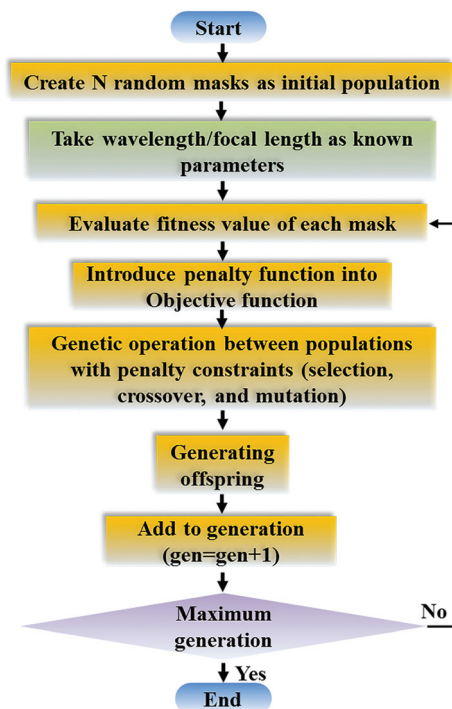 Start
Create N random masks as initial population
Take wavelength/focal length as known
parameters
Evaluate fitness value of each mask
Introduce penalty function into
Objective function
Genetic operation between populations
with penalty constraints (selection,
crossover, and mutation)
Generating
offspring
Add to generation
(gen=gen+1)
Maximum
generation
No
Yes
End